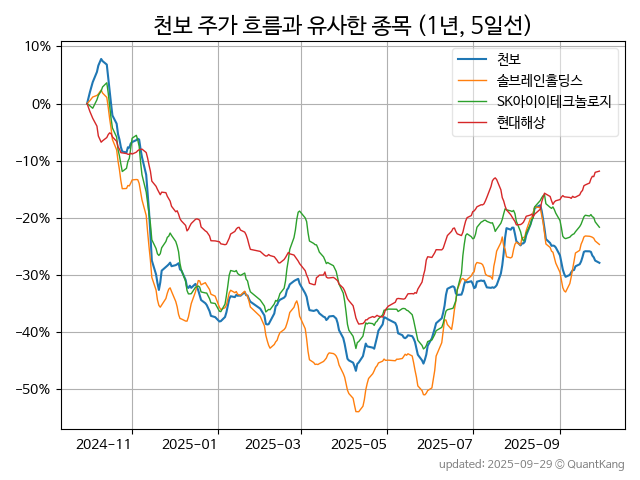 천보 주가 흐름과 유사한 종목 (1년, 5일선)
10%
0%
-10%
-20%
-30%
-40%
-50%
천보
솔브레인홀딩스
SK아이이테크놀로지
현대해상
2024-11
2025-01
2025-03
2025-05
2025-07
2025-09
updated: 2025-09-29 © QuantKang